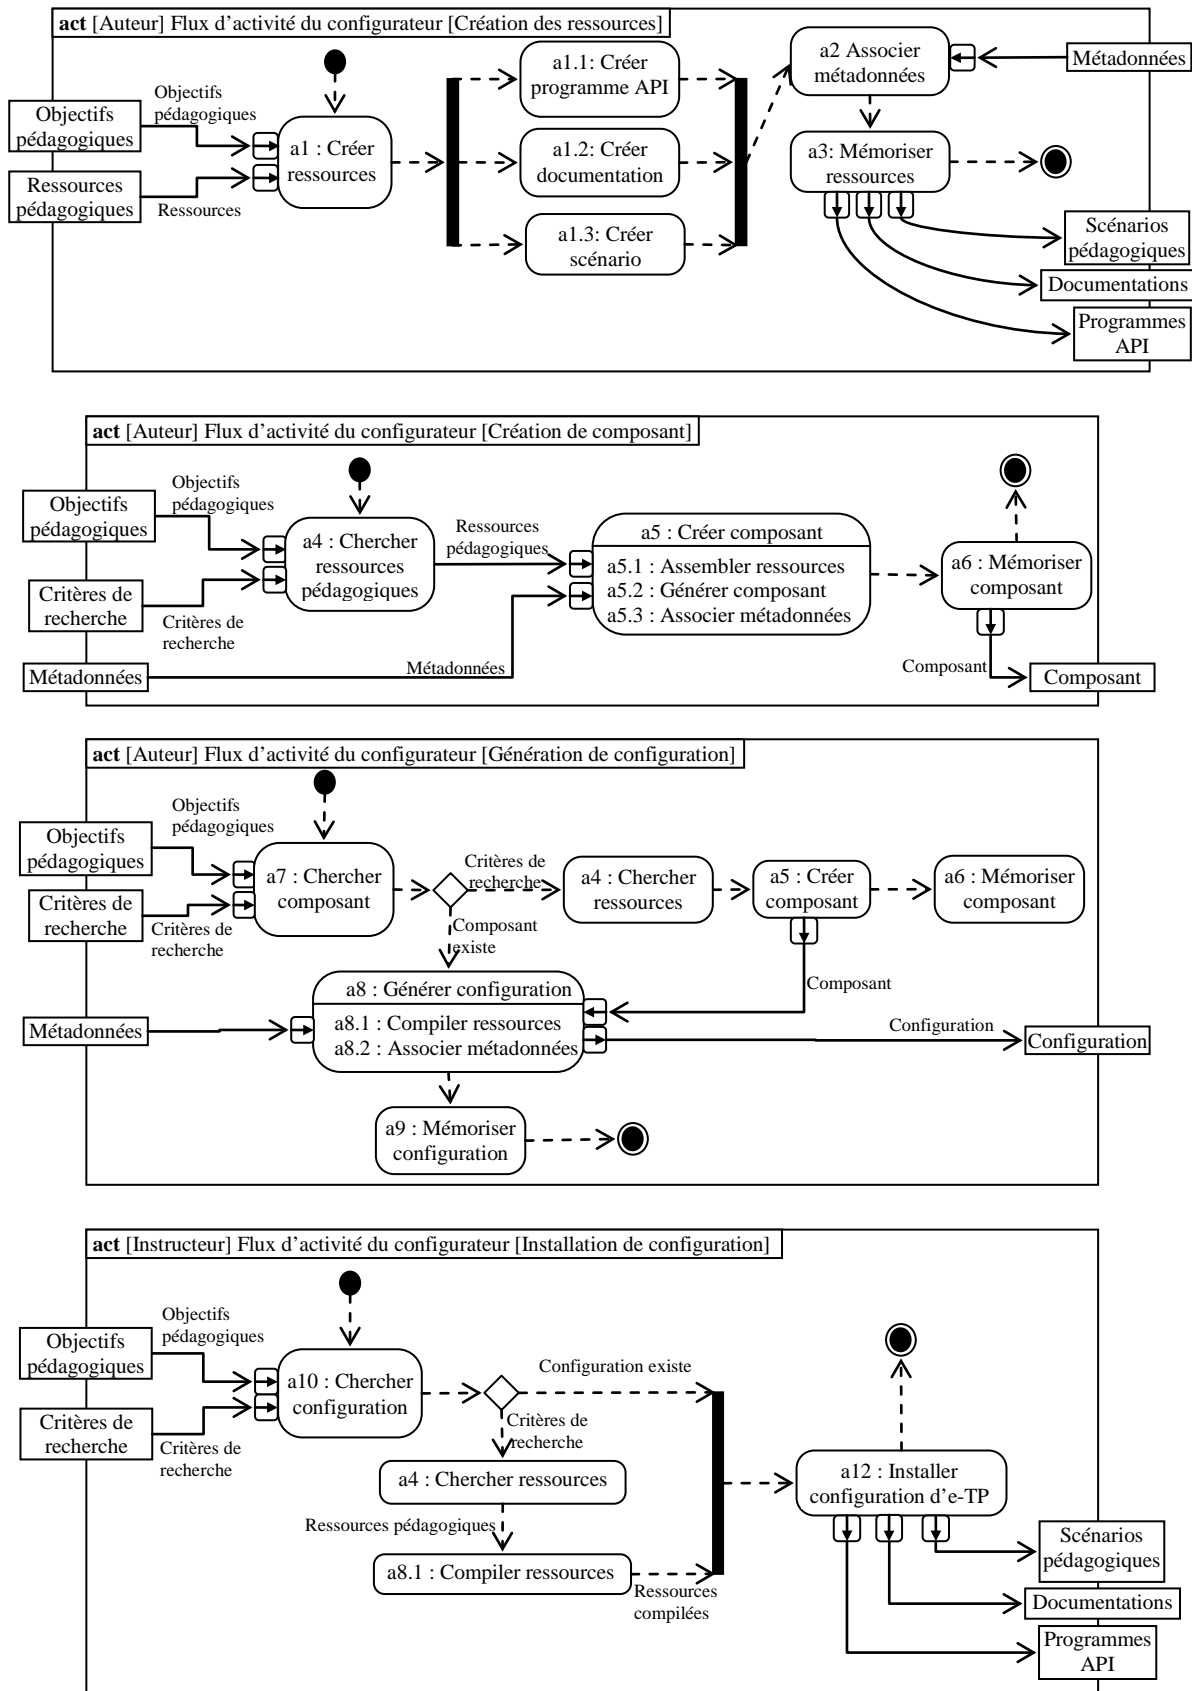 act [Auteur] Flux d'activité du configurateur [Création des ressources]
Objectifs
pédagogiques
Ressources
pédagogiques
Objectifs
pédagogiques
Ressources
a1 : Créer
ressources
a1.1: Créer
programme API
a1.2: Créer
documentation
a1.3: Créer
scénario
a2 Associer
métadonnées
a3: Mémoriser
ressources
Métadonnées
Scénarios
pédagogiques
Documentations
Programmes
API
act [Auteur] Flux d'activité du configurateur [Création de composant]
Objectifs
pédagogiques
Critères de
recherche
Métadonnées
Objectifs
pédagogiques
Critères de
recherche
Métadonnées
a4 : Chercher
ressources
pédagogiques
Ressources
pédagogiques
a5 : Créer composant
a5.1 : Assembler ressources
a5.2 : Générer composant
a5.3 : Associer métadonnées
a6 : Mémoriser
composant
Composant
Composant
act [Auteur] Flux d'activité du configurateur [Génération de configuration]
Objectifs
pédagogiques
Critères de
recherche
Métadonnées
Objectifs
pédagogiques
Critères de
recherche
a7 : Chercher
composant
Critères de
recherche
Composant
existe
a4 : Chercher
ressources
a5 : Créer
composant
a6 : Mémoriser
composant
Composant
a8 : Générer configuration
a8.1 : Compiler ressources
a8.2 : Associer métadonnées
Configuration
Configuration
a9 : Mémoriser
configuration
act [Instructeur] Flux d'activité du configurateur [Installation de configuration]
Objectifs
pédagogiques
Critères de
recherche
Objectifs
pédagogiques
Critères de
recherche
a10 : Chercher
configuration
Configuration existe
Critères de
recherche
a4 : Chercher ressources
Ressources pédagogiques
a8.1 : Compiler ressources
Ressources
compilées
a12 : Installer
configuration d'e-TP
Scénarios
pédagogiques
Documentations
Programmes
API